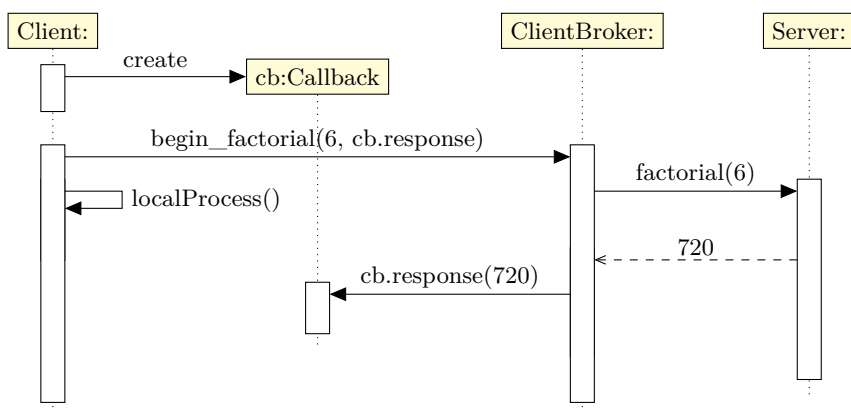 Client:
ClientBroker:
Server:
create
cb:Callback
begin_factorial(6, cb.response)
factorial(6)
localProcess()
720
cb.response(720)